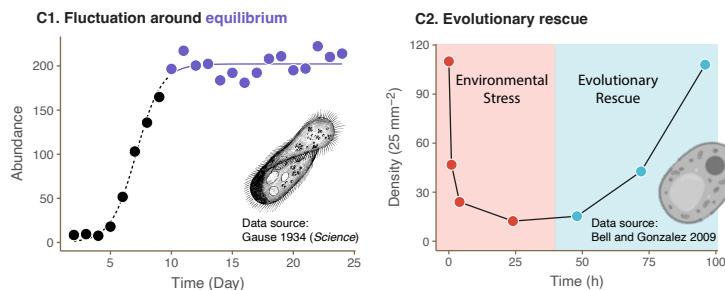 C1. Fluctuation around equilibrium
Abundance
200
150
100
50
0
5
10
15
20
25
Time (Day)
Data source:
Gause 1934 (Science)
C2. Evolutionary rescue
Density (25 mm⁻²)
120
90
60
30
0
Environmental
Stress
Evolutionary
Rescue
0
25
50
75
100
Time (h)
Data source:
Bell and Gonzalez 2009